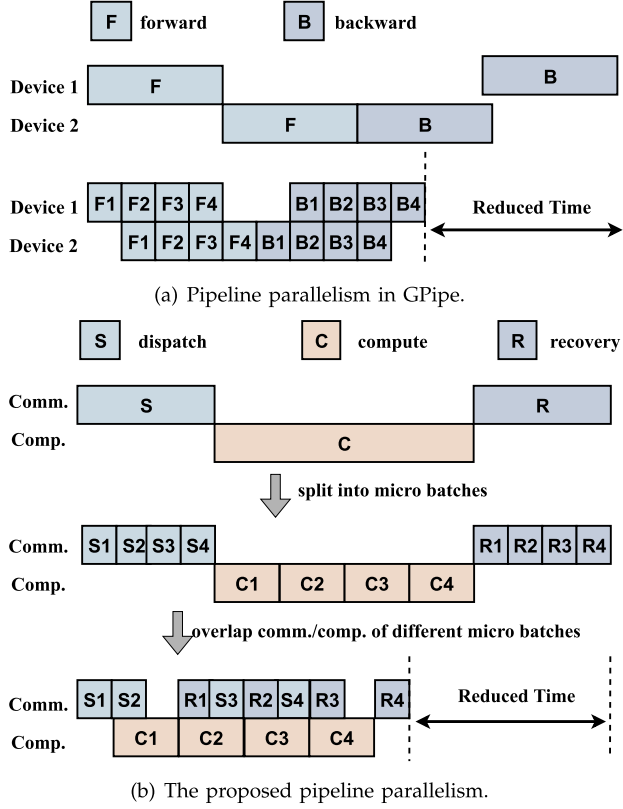 F forward B backward
Device 1 F B
Device 2 F B
Device 1 F1 F2 F3 F4 B1 B2 B3 B4
Reduced Time
Device 2 F1 F2 F3 F4 B1 B2 B3 B4
(a) Pipeline parallelism in GPipe.
S dispatch C compute R recovery
Comm. S R
Comp. C
split into micro batches
Comm. S1 S2 S3 S4 R1 R2 R3 R4
Comp. C1 C2 C3 C4
overlap comm./comp. of different micro batches
Comm. S1 S2 R1 S3 R2 S4 R3 R4
Reduced Time
Comp. C1 C2 C3 C4
(b) The proposed pipeline parallelism.